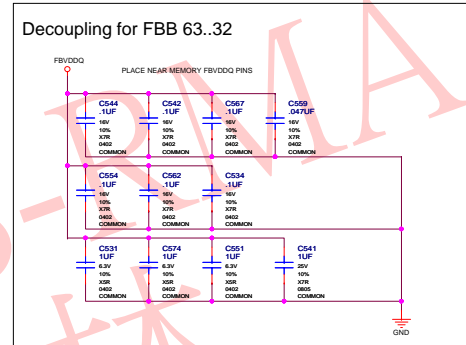 Decoupling for FBB 63..32
FBVDDQ
PLACE NEAR MEMORY FBVDDQ PINS
C544 C542 C567 C559
.1UF .1UF .1UF .047UF
16V 16V 16V 16V
10% 10% 10% 10%
X7R X7R X7R X7R
0402 0402 0402 0402
COMMON COMMON COMMON COMMON
C554 C562 C534
.1UF .1UF .1UF
16V 16V 16V
10% 10% 10%
X7R X7R X7R
0402 0402 0402
COMMON COMMON COMMON
C531 C574 C551 C541
1UF 1UF 1UF 1UF
6.3V 6.3V 6.3V 25V
10% 10% 10% 10%
X5R X5R X5R X7R
0402 0402 0402 0805
COMMON COMMON COMMON COMMON
GND
-RMA